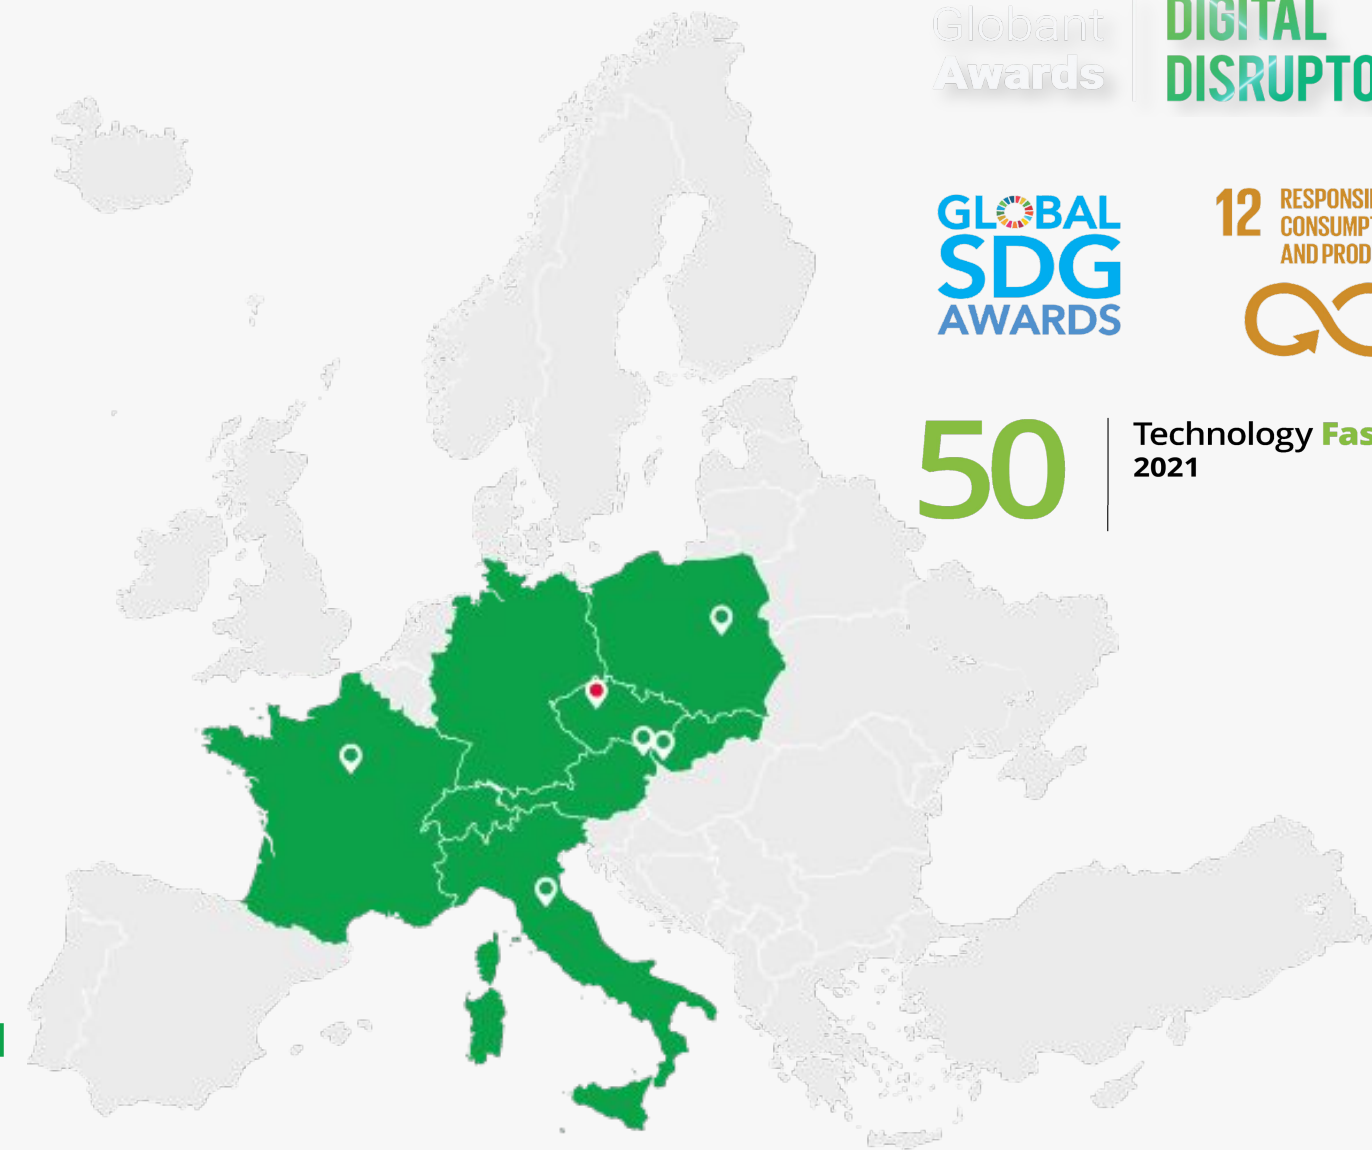 Globant
Awards
DIGITAL
DISRUPTO
GLOBAL
SDG
AWARDS
12
RESPONSI
CONSUMP
AND PROD
50
Technology Fas
2021